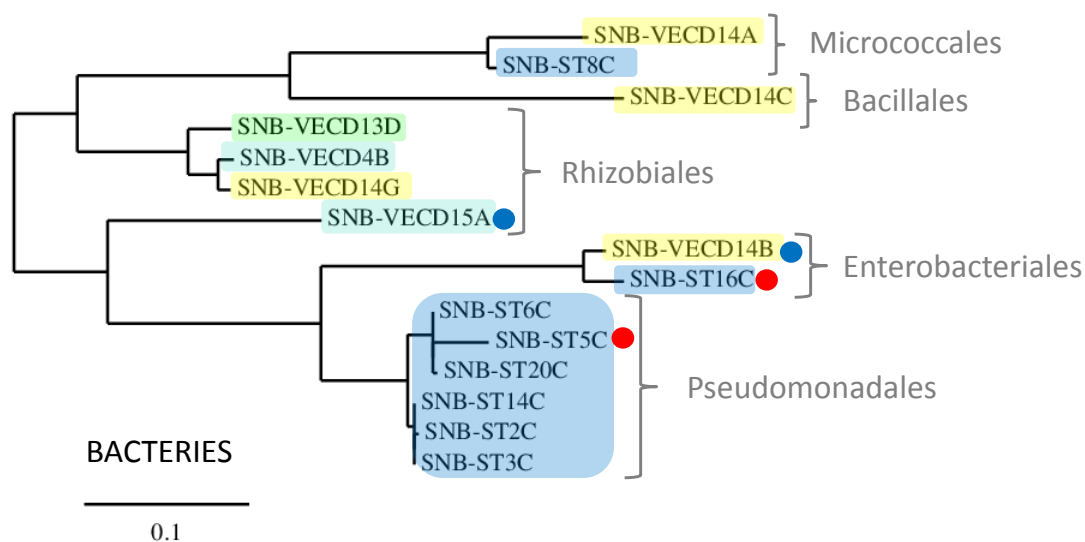 SNB-VECD14A
Micrococcales
SNB-ST8C
SNB-VECD14C
Bacillales
SNB-VECD13D
SNB-VECD4B
Rhizobiales
SNB-VECD14G
SNB-VECD15A
SNB-VECD14B
Enterobacteriales
SNB-ST16C
SNB-ST6C
SNB-ST5C
SNB-ST20C
Pseudomonadales
SNB-ST14C
SNB-ST2C
SNB-ST3C
BACTERIES
0.1